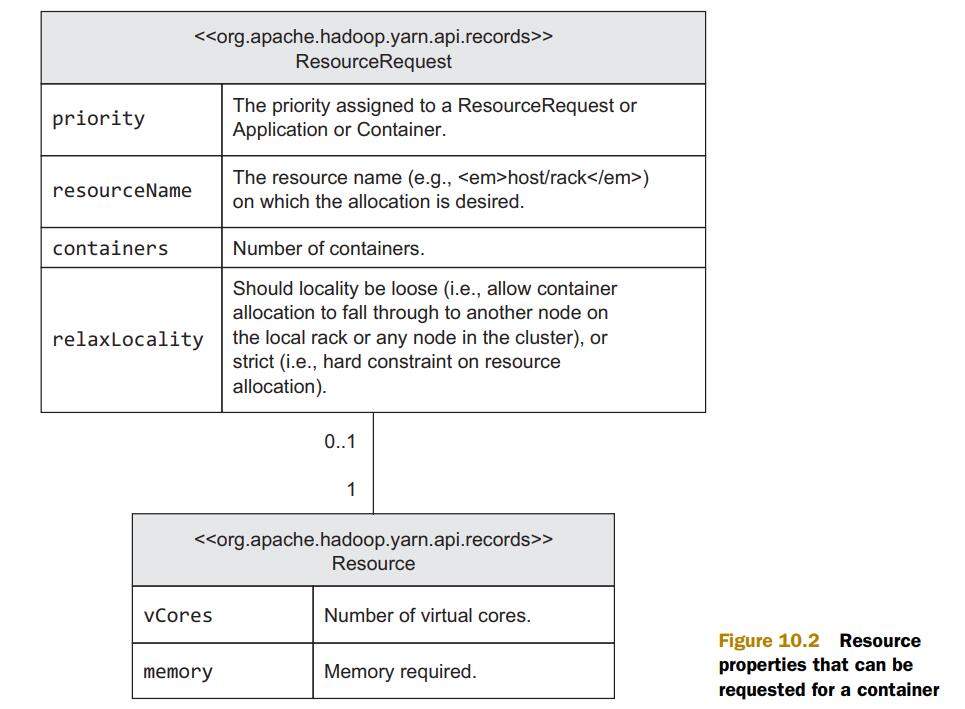 <<org.apache.hadoop.yarn.api.records>>
ResourceRequest
priority
The priority assigned to a ResourceRequest or
Application or Container.
resourceName
The resource name (e.g., <em>host/rack</em>)
on which the allocation is desired.
containers
Number of containers.
relaxLocality
Should locality be loose (i.e., allow container
allocation to fall through to another node on
the local rack or any node in the cluster), or
strict (i.e., hard constraint on resource
allocation).
0..1
1
<<org.apache.hadoop.yarn.api.records>>
Resource
vCores
Number of virtual cores.
memory
Memory required.
Figure 10.2 Resource
properties that can be
requested for a container